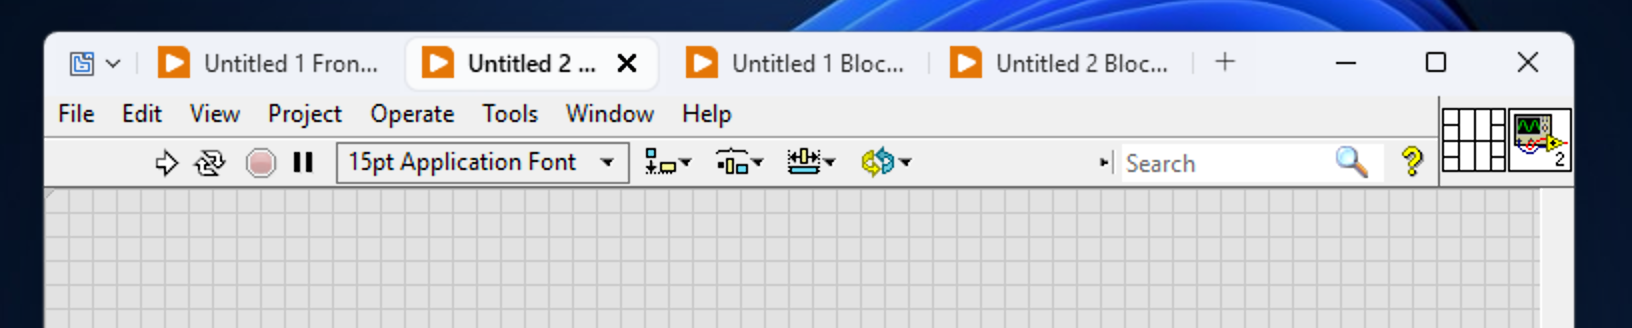 Untitled 1 Fron... Untitled 2 ... Untitled 1 Bloc... Untitled 2 Bloc...
File Edit View Project Operate Tools Window Help
15pt Application Font Search ? 2